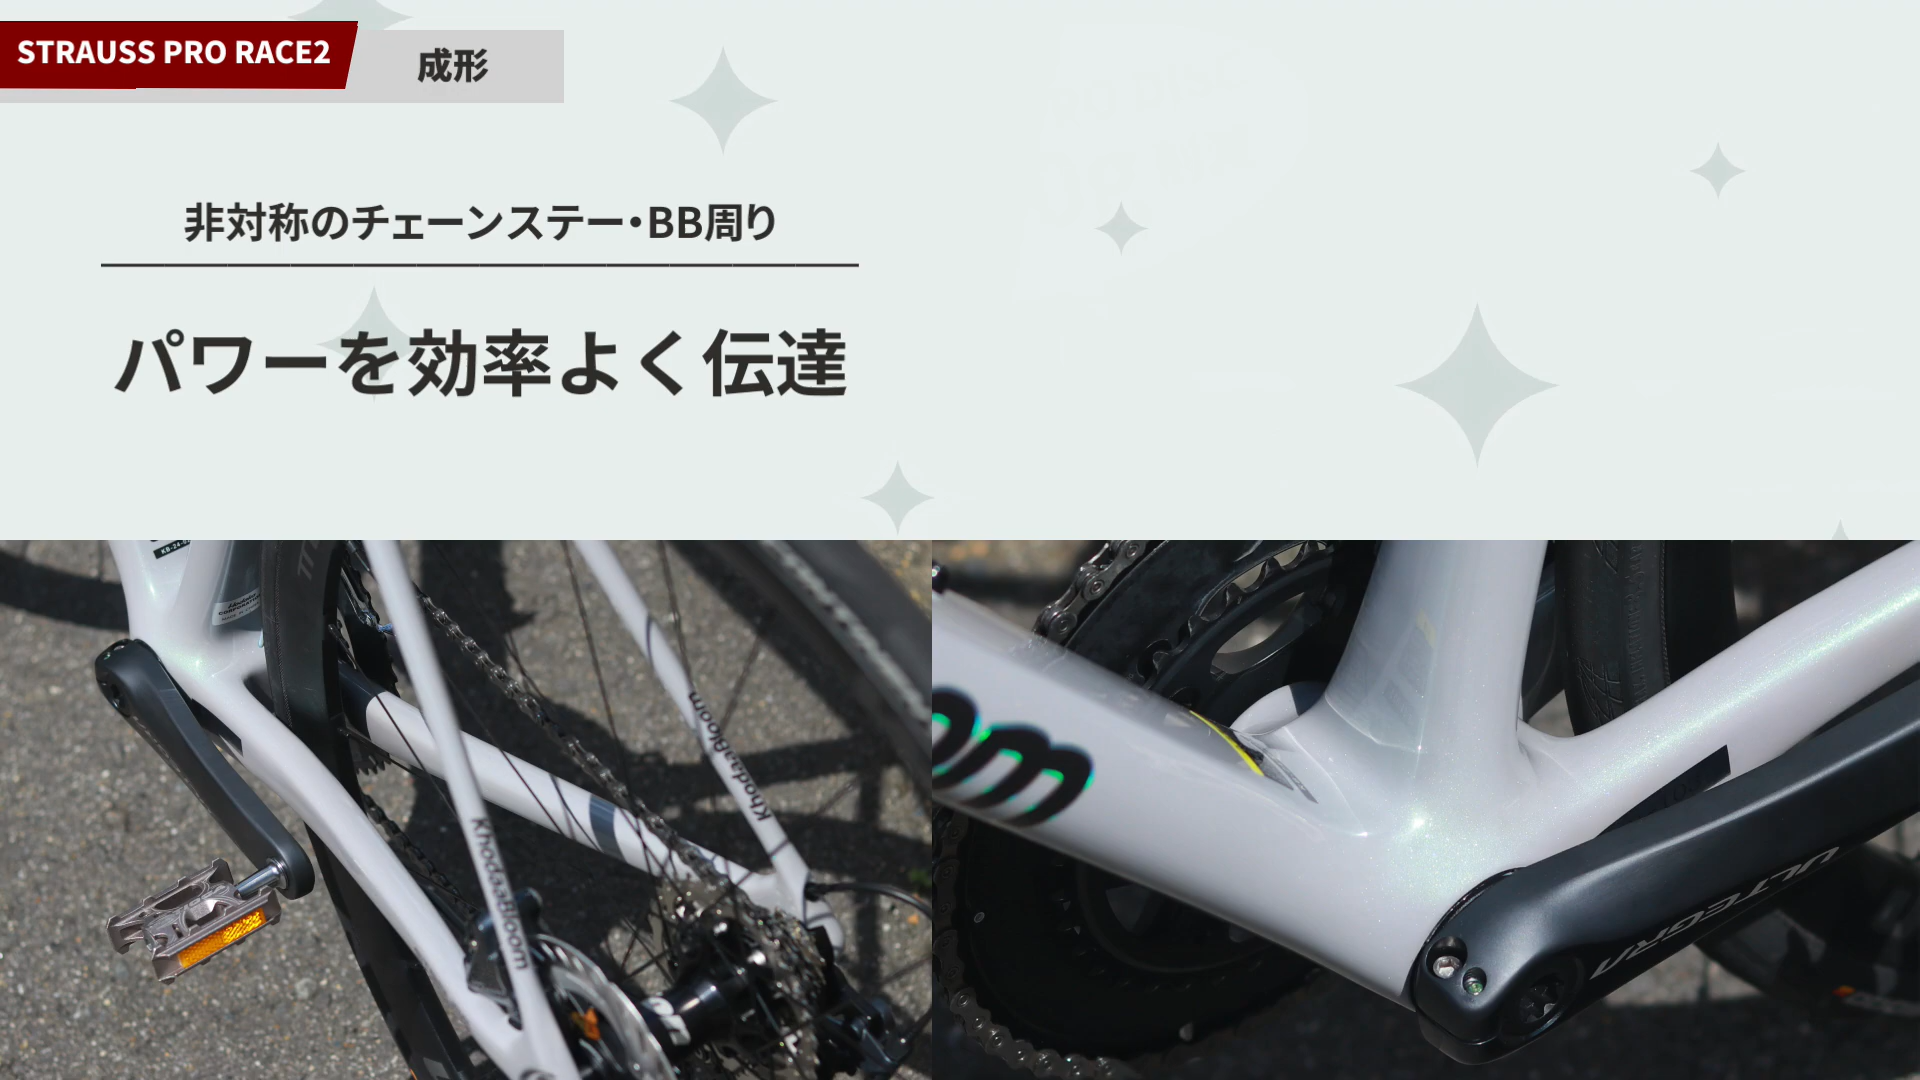 STRAUSS PRO RACE2
成形
非対称のチェーンステー・BB周り
パワーを効率よく伝達
KhodaaBloom
KhodaaBloom
om
ULTEGRA